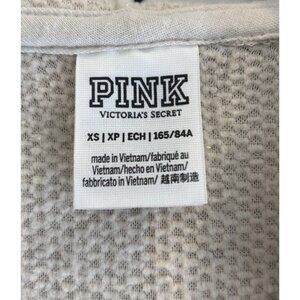 PINK
VICTORIA'S SECRET
XS | XP | ECH | 165/84A
made in Vietnam/fabriqué au
Vietnam/hecho en Vietnam/
fabbricato in Vietnam/越南制造